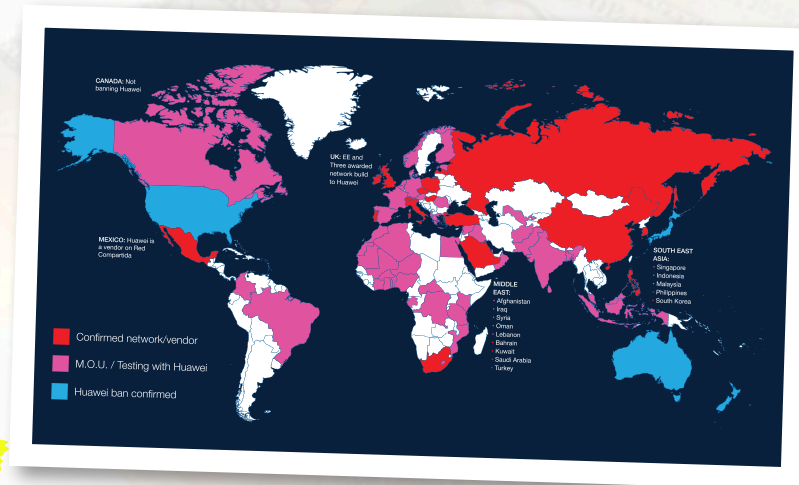 CANADA: Not
banning Huawei
UK: EE and
Three awarded
network build
to Huawei
MEXICO: Huawei is
a vendor on Red
Compartida
SOUTH EAST
ASIA:
· Singapore
· Indonesia
· Malaysia
· Philippines
· South Korea
MIDDLE
EAST:
· Afghanistan
· Iraq
· Syria
· Oman
· Lebanon
· Bahrain
· Kuwait
· Saudi Arabia
· Turkey
Confirmed network/vendor
M.O.U. / Testing with Huawei
Huawei ban confirmed